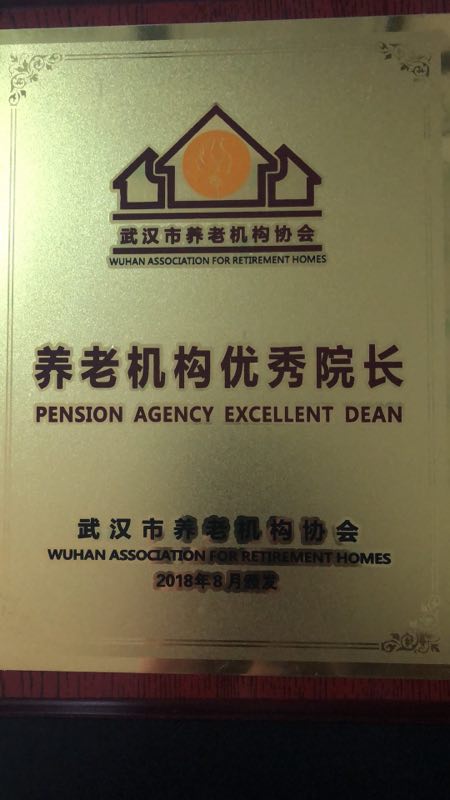 武汉市养老机构协会
WUHAN ASSOCIATION FOR RETIREMENT HOMES
养老机构优秀院长
PENSION AGENCY EXCELLENT DEAN
武汉市养老机构协会
WUHAN ASSOCIATION FOR RETIREMENT HOMES
2018年8月颁发